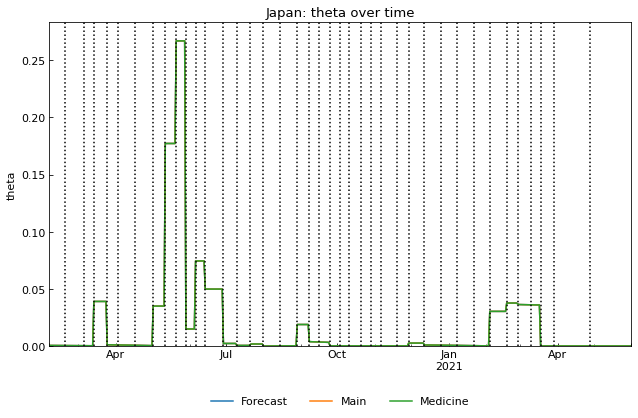 Japan: theta over time
0.25
0.20
0.15
0.10
0.05
0.00
theta
Apr Jul Oct Jan Apr
2021
Forecast Main Medicine